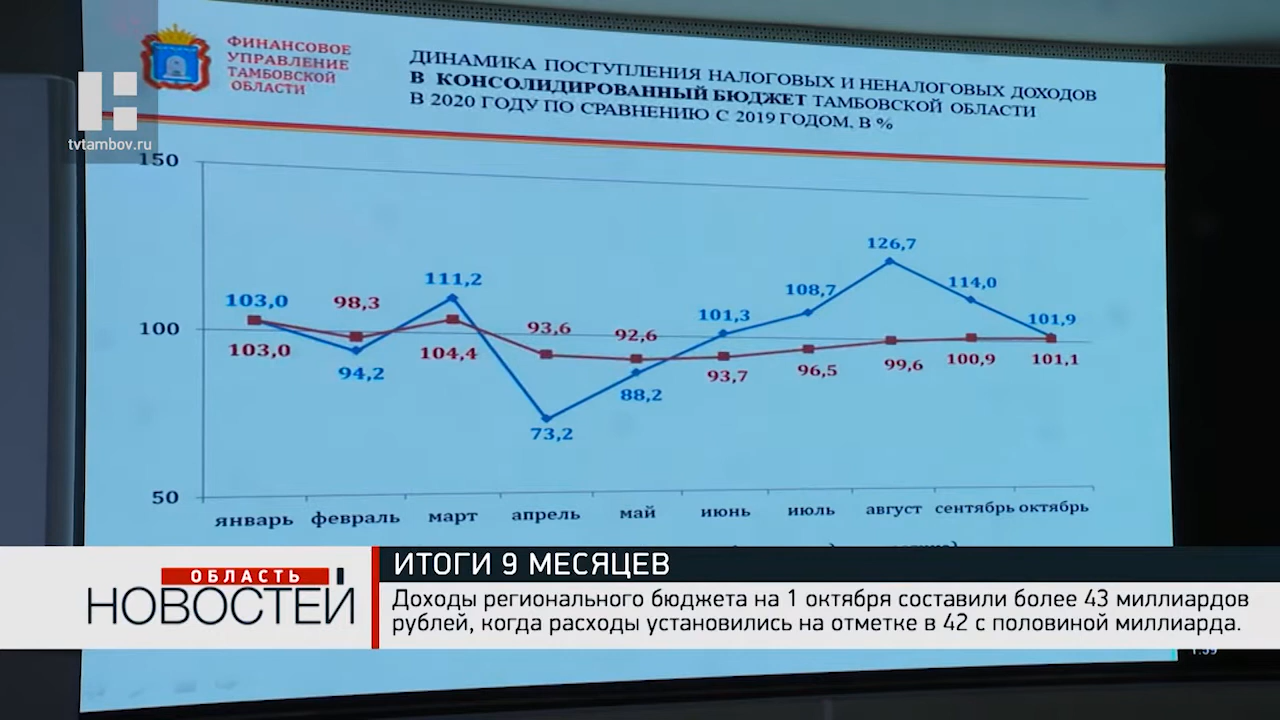 ФИНАНСОВОЕ
УПРАВЛЕНИЕ
ТАМБОВСКОЙ
ОБЛАСТИ
ДИНАМИКА ПОСТУПЛЕНИЯ НАЛОГОВЫХ И НЕНАЛОГОВЫХ ДОХОДОВ
В КОНСОЛИДИРОВАННЫЙ БЮДЖЕТ ТАМБОВСКОЙ ОБЛАСТИ
В 2020 ГОДУ ПО СРАВНЕНИЮ С 2019 ГОДОМ, В %
tvtambov.ru
150
126,7
111,2
114,0
103,0
98,3
108,7
101,3
101,9
93,6
92,6
100
103,0
104,4
94,2
88,2
93,7
96,5
99,6
100,9
101,1
73,2
50
январь февраль март апрель май июнь июль август сентябрь октябрь
ОБЛАСТЬ
НОВОСТЕЙ
ИТОГИ 9 МЕСЯЦЕВ
Доходы регионального бюджета на 1 октября составили более 43 миллиардов
рублей, когда расходы установились на отметке в 42 с половиной миллиарда.